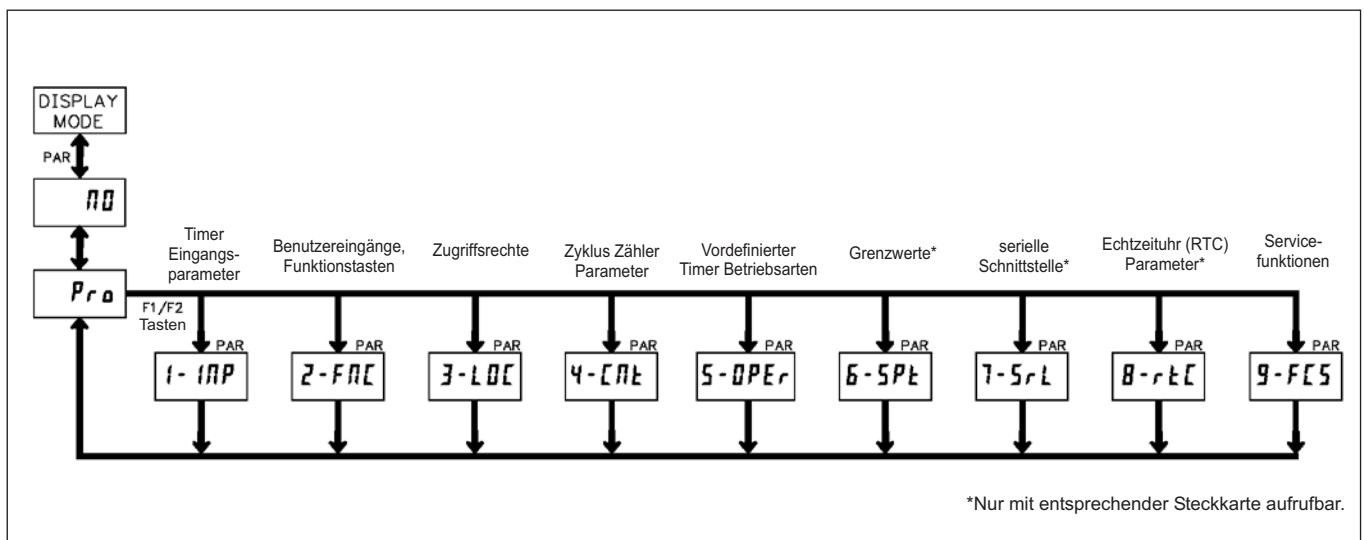 DISPLAY
MODE
PAR
NO
Pro
F1/F2
Tasten
Timer
Eingangs-
parameter
Benutzereingänge,
Funktionstasten
Zugriffsrechte
Zyklus Zähler
Parameter
Vordefinierter
Timer Betriebsarten
Grenzwerte*
serielle
Schnittstelle*
Echtzeituhr (RTC)
Parameter*
Service-
funktionen
PAR
1-INP
PAR
2-FNC
PAR
3-LOC
PAR
4-CNt
PAR
5-OPEr
PAR
6-SPt
PAR
7-SrL
PAR
8-rtC
PAR
9-FCS
*Nur mit entsprechender Steckkarte aufrufbar.